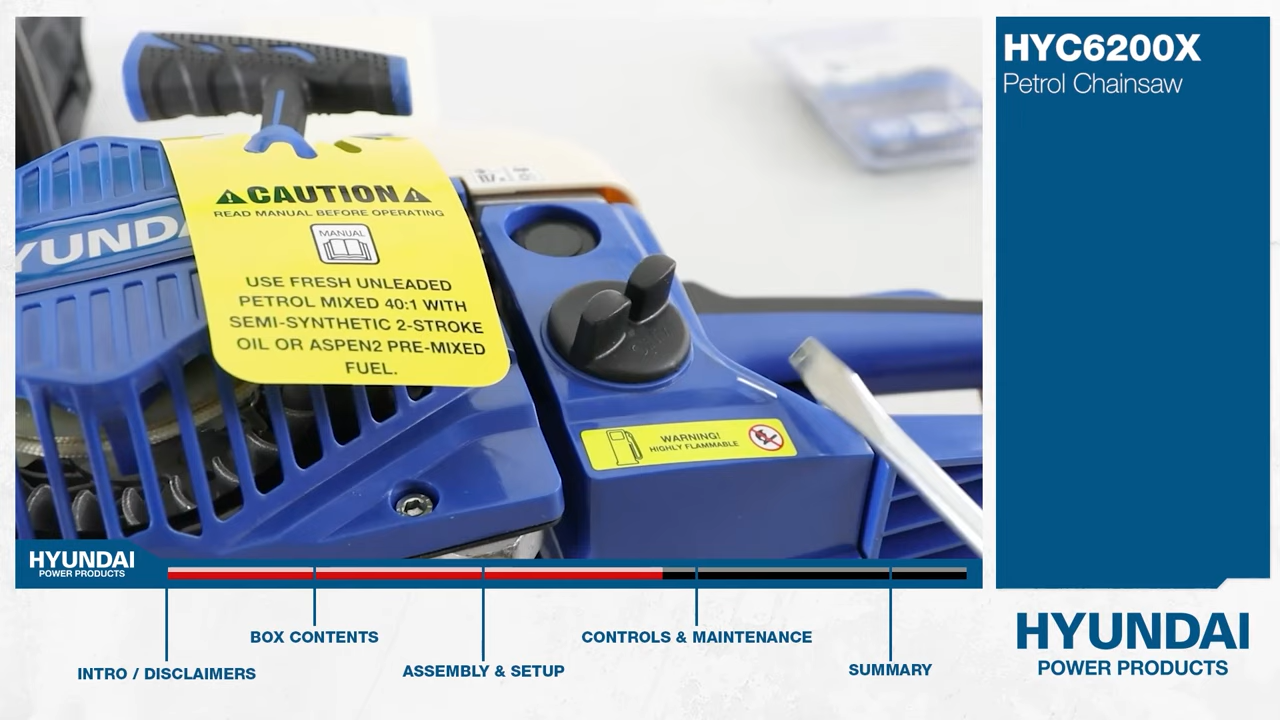 HYC6200X
Petrol Chainsaw
YUNDA
CAUTION
READ MANUAL BEFORE OPERATING
MANUAL
USE FRESH UNLEADED
PETROL MIXED 40:1 WITH
SEMI-SYNTHETIC 2-STROKE
OIL OR ASPEN2 PRE-MIXED
FUEL.
WARNING!
HIGHLY FLAMMABLE
HYUNDAI
POWER PRODUCTS
BOX CONTENTS
CONTROLS & MAINTENANCE
INTRO / DISCLAIMERS
ASSEMBLY & SETUP
SUMMARY
HYUNDAI
POWER PRODUCTS